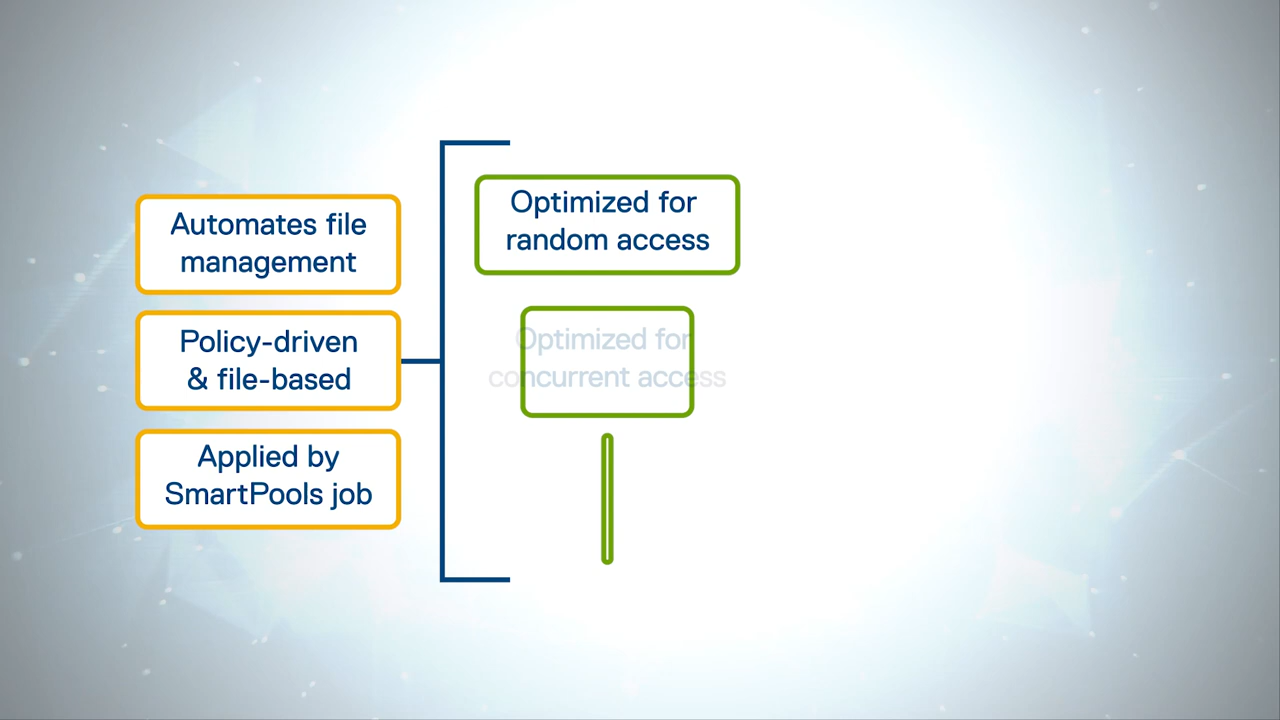 Automates file
management
Policy-driven
& file-based
Applied by
SmartPools job
Optimized for
random access
Optimized for
concurrent access